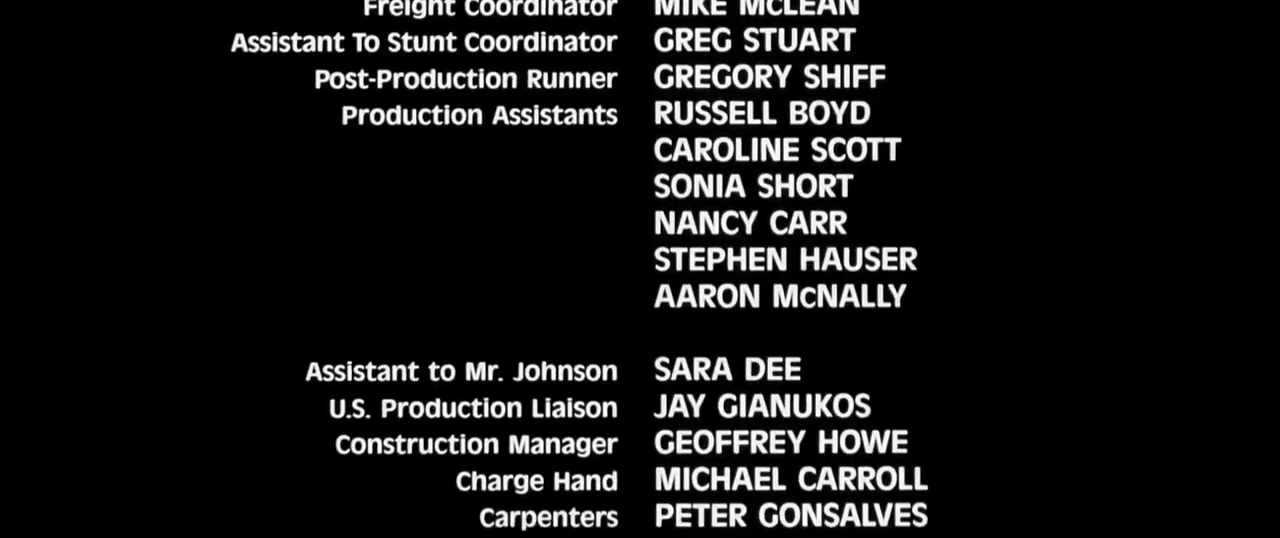 Freight Coordinator MIKE McLEAN
Assistant To Stunt Coordinator GREG STUART
Post-Production Runner GREGORY SHIFF
Production Assistants RUSSELL BOYD
CAROLINE SCOTT
SONIA SHORT
NANCY CARR
STEPHEN HAUSER
AARON McNALLY
Assistant to Mr. Johnson SARA DEE
U.S. Production Liaison JAY GIANUKOS
Construction Manager GEOFFREY HOWE
Charge Hand MICHAEL CARROLL
Carpenters PETER GONSALVES